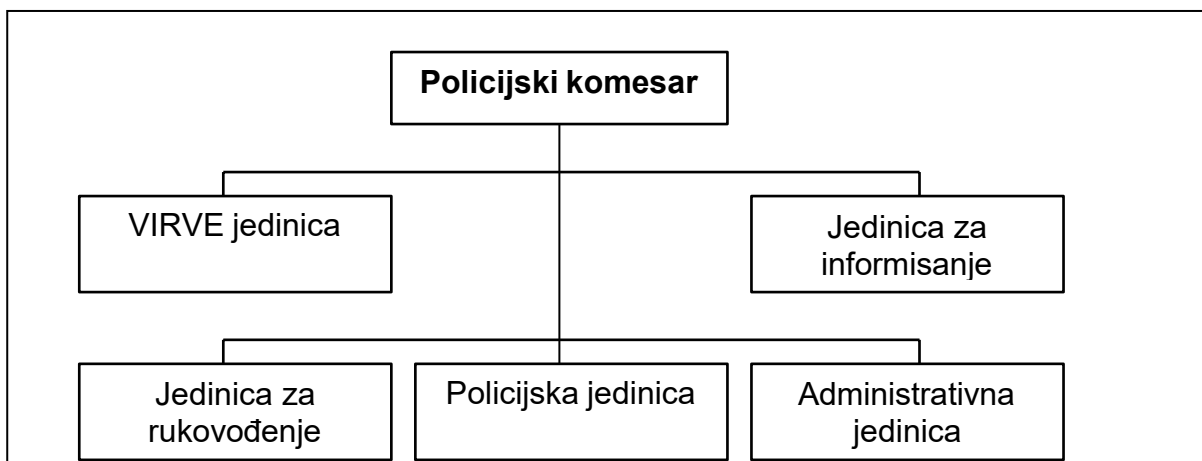 Policijski komesar
VIRVE jedinica
Jedinica za
informisanje
Jedinica za
rukovođenje
Policijska jedinica
Administrativna
jedinica